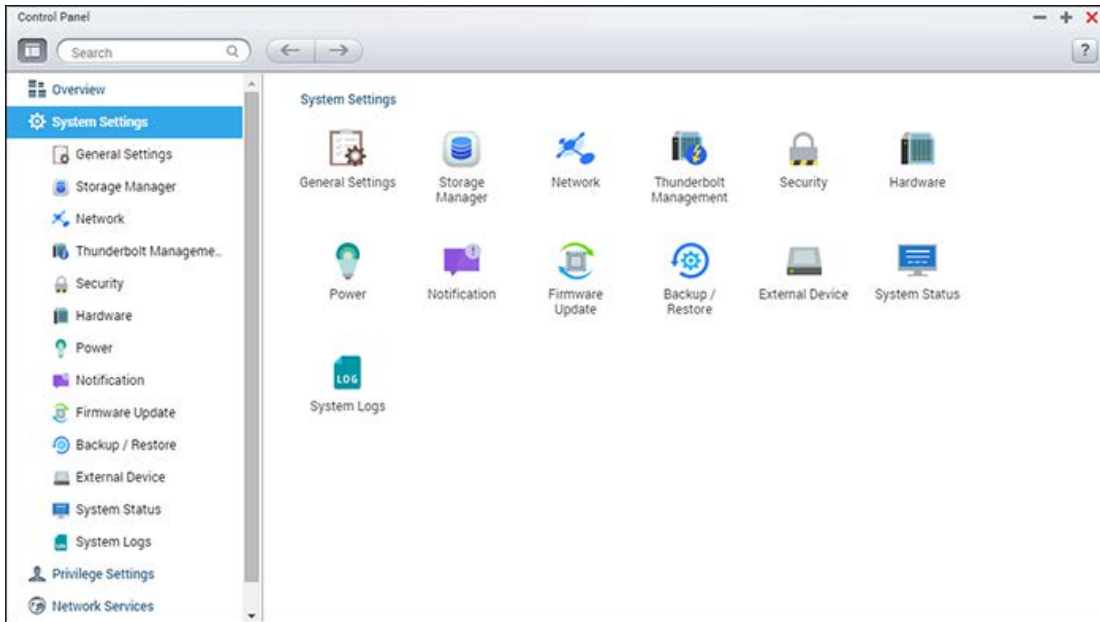 Control Panel
Search
?
Overview
System Settings
General Settings
Storage Manager
Network
Thunderbolt Manageme..
Security
Hardware
Power
Notification
Firmware Update
Backup / Restore
External Device
System Status
System Logs
Privilege Settings
Network Services
System Settings
General Settings
Storage
Manager
Network
Thunderbolt
Management
Security
Hardware
Power
Notification
Firmware
Update
Backup /
Restore
External Device
System Status
LOG
System Logs